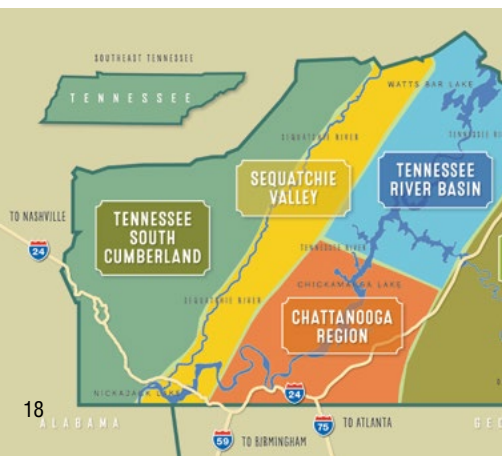 SOUTHEAST TENNESSEE
TENNESSEE
WATTS BAR LAKE
SEQUATCHIE RIVER
SEQUATCHIE
VALLEY
TENNESSEE
RIVER BASIN
TENNESSEE
SOUTH
CUMBERLAND
TO NASHVILLE
24
TENNESSEE RIVER
CHICKAMAUGA LAKE
SEQUATCHIE RIVER
CHATTANOOGA
REGION
NICKAJACK LAKE
24
18
ALABAMA
75
TO ATLANTA
59
TO BIRMINGHAM